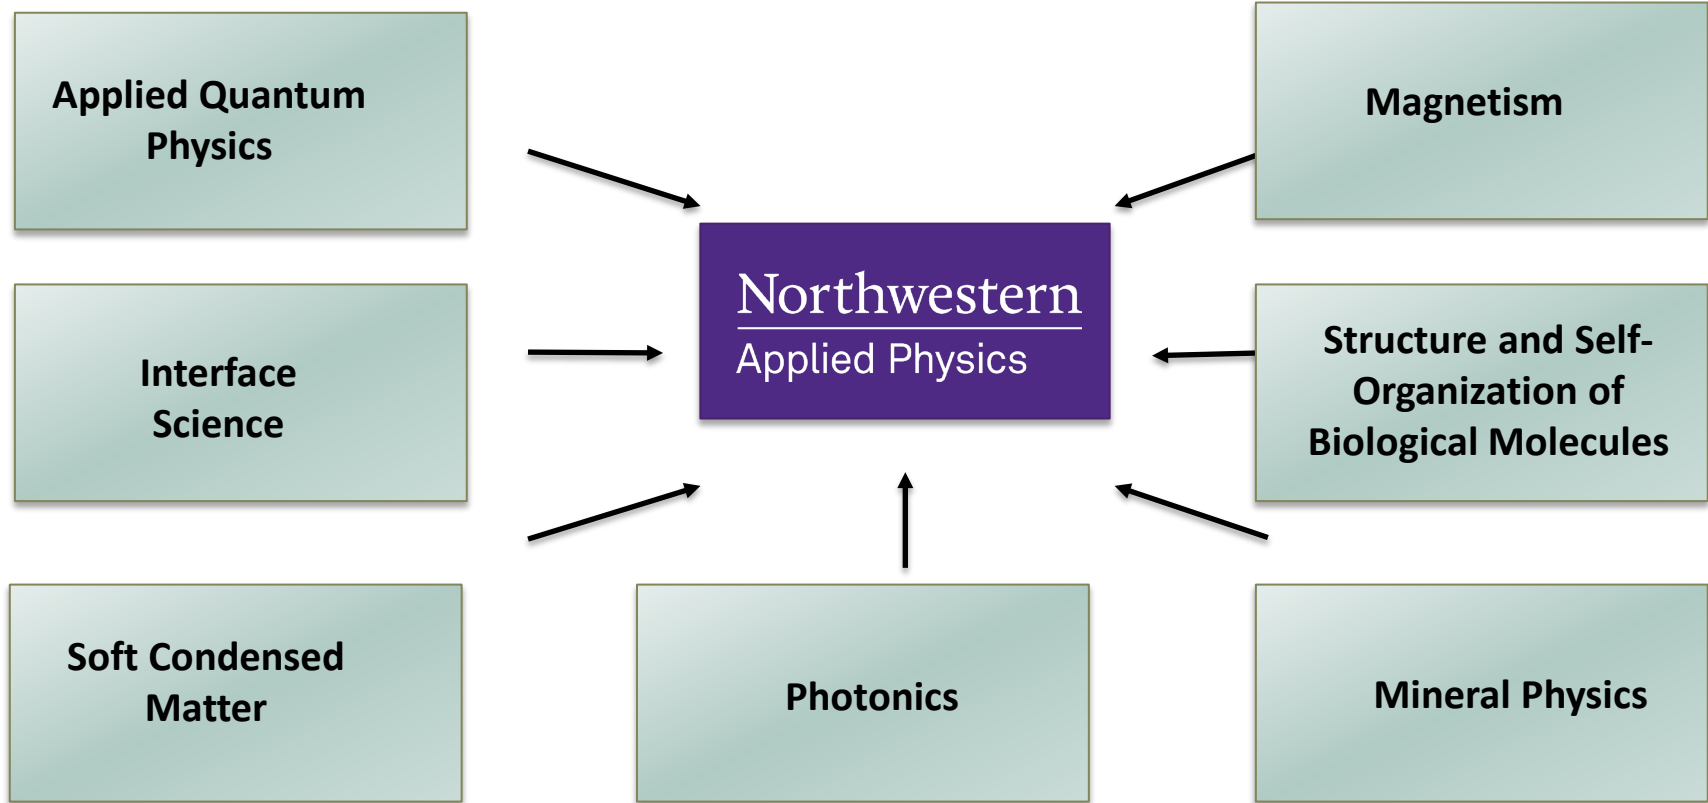 Applied Quantum
Physics
Magnetism
Northwestern
Applied Physics
Interface
Science
Structure and Self-
Organization of
Biological Molecules
Soft Condensed
Matter
Photonics
Mineral Physics